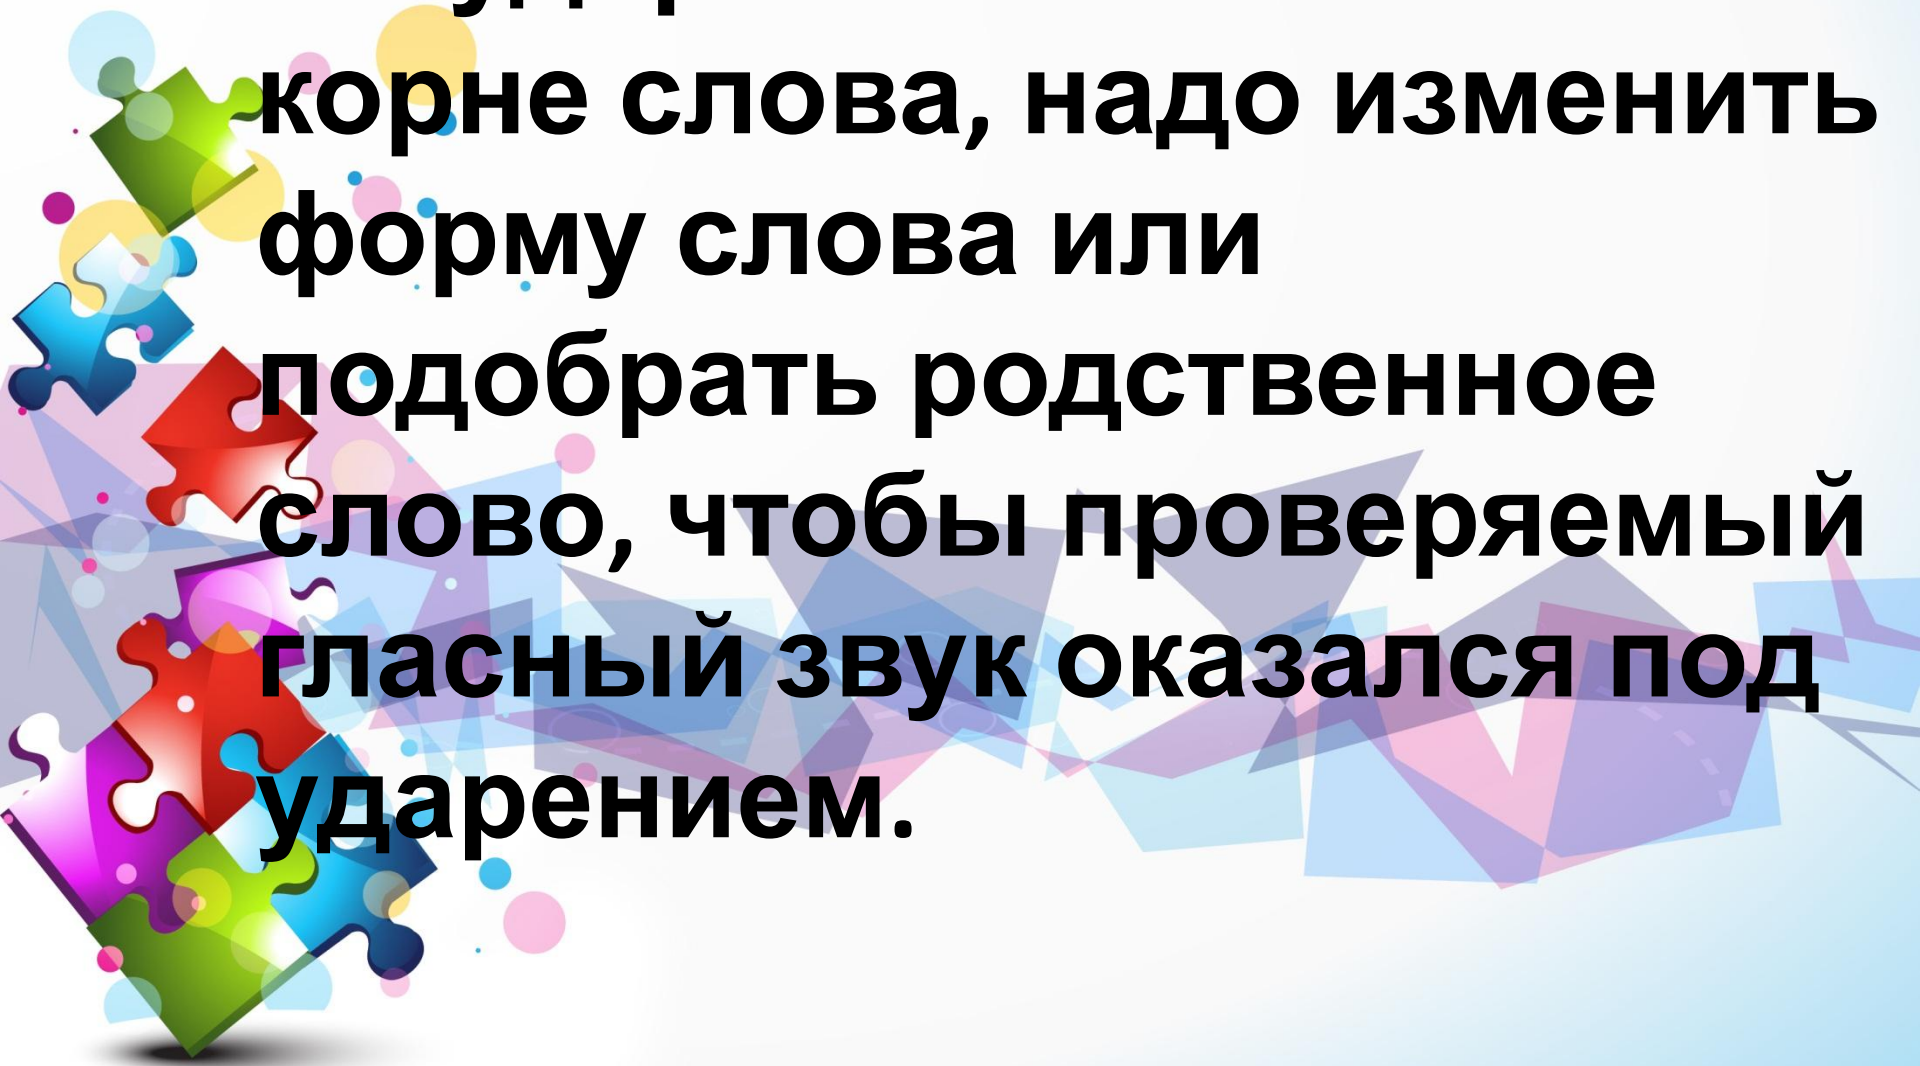 корне слова, надо изменить
форму слова или
подобрать родственное
слово, чтобы проверяемый
гласный звук оказался под
ударением.